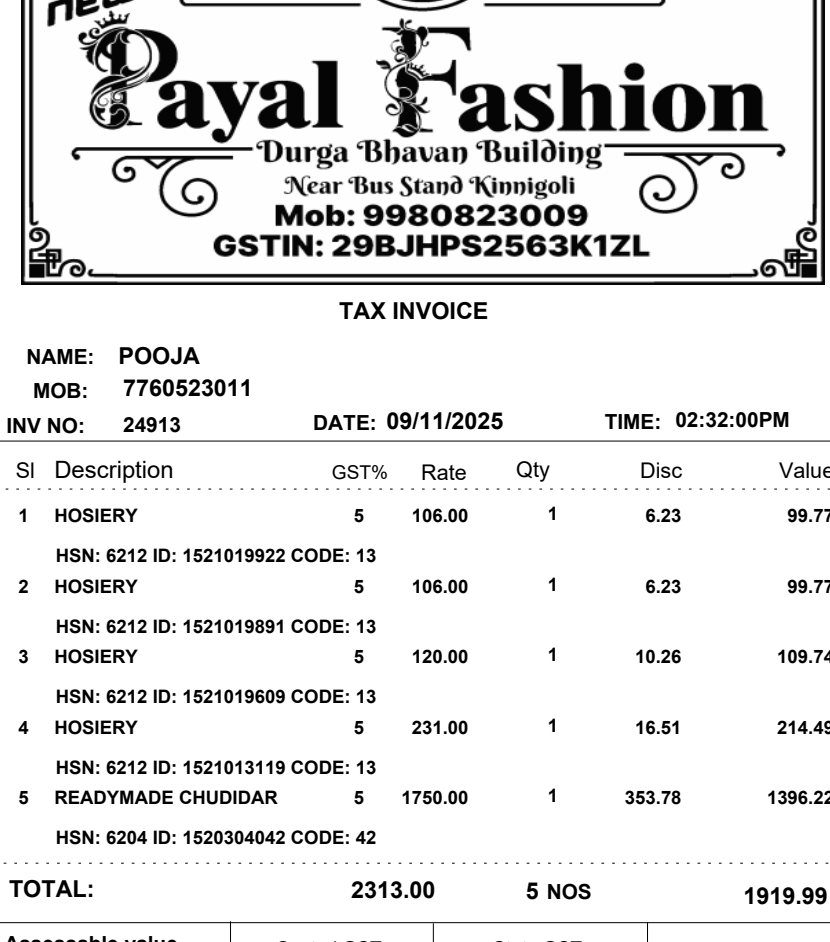 new
Payal Fashion
Durga Bhavan Building
Near Bus Stand Kinnigoli
Mob: 9980823009
GSTIN: 29BJHPS2563K1ZL
TAX INVOICE
NAME: POOJA
MOB: 7760523011
INV NO: 24913 DATE: 09/11/2025 TIME: 02:32:00PM
Sl Description GST% Rate Qty Disc Value
1 HOSIERY 5 106.00 1 6.23 99.77
HSN: 6212 ID: 1521019922 CODE: 13
2 HOSIERY 5 106.00 1 6.23 99.77
HSN: 6212 ID: 1521019891 CODE: 13
3 HOSIERY 5 120.00 1 10.26 109.74
HSN: 6212 ID: 1521019609 CODE: 13
4 HOSIERY 5 231.00 1 16.51 214.49
HSN: 6212 ID: 1521013119 CODE: 13
5 READYMADE CHUDIDAR 5 1750.00 1 353.78 1396.22
HSN: 6204 ID: 1520304042 CODE: 42
TOTAL: 2313.00 5 NOS 1919.99